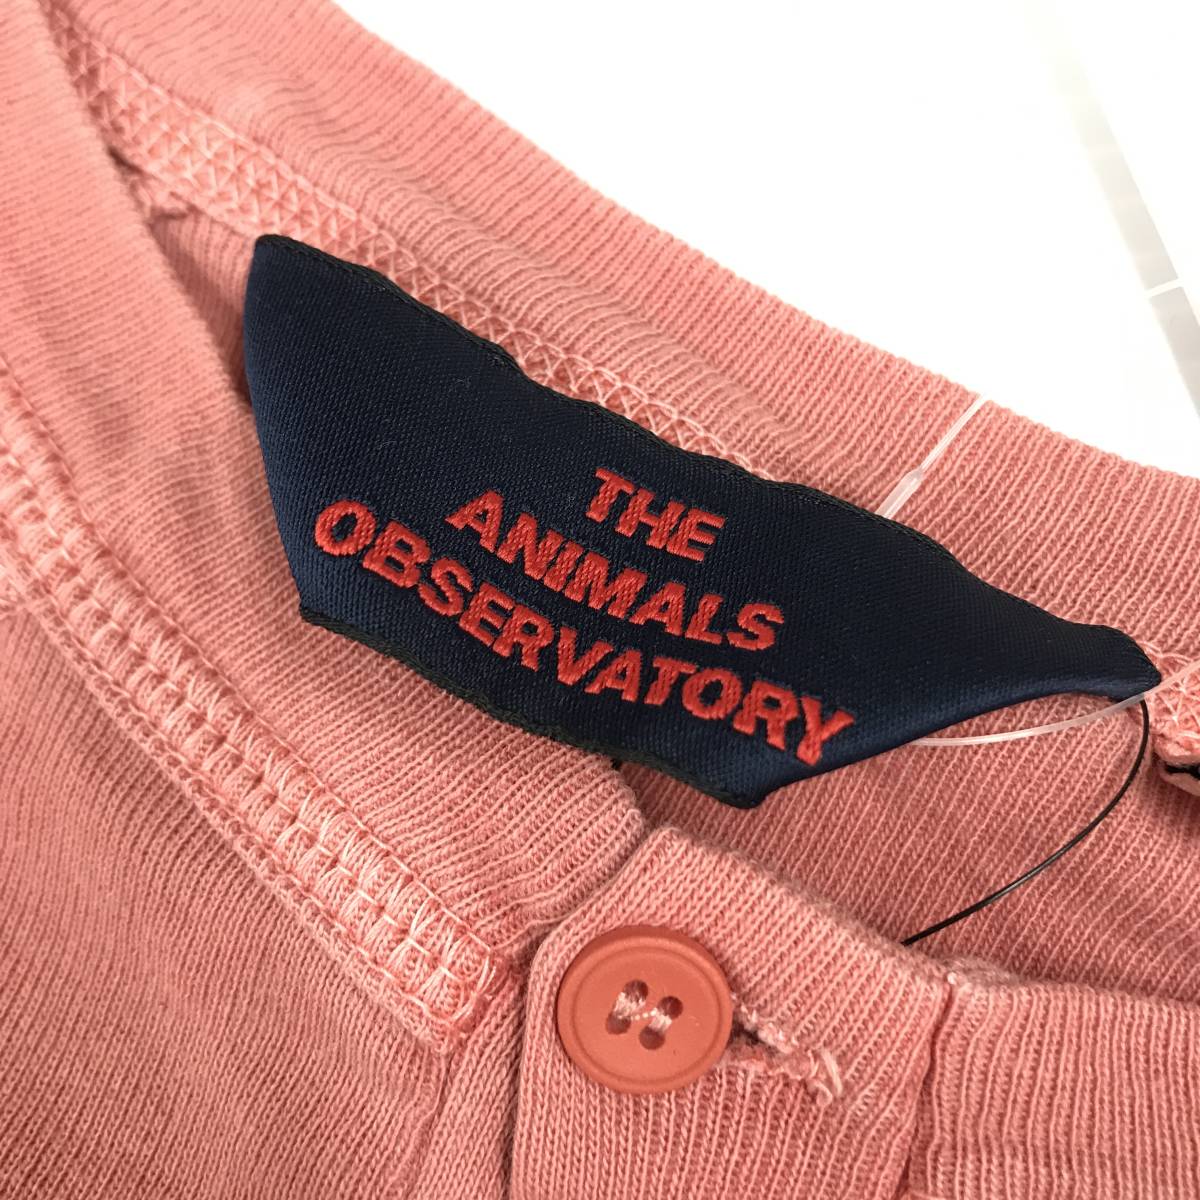 THE
ANIMALS
OBSERVATORY